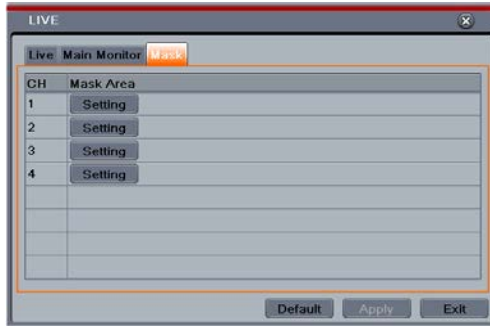 LIVE
Live Main Monitor Mask
CH Mask Area
1 Setting
2 Setting
3 Setting
4 Setting
Default Apply Exit